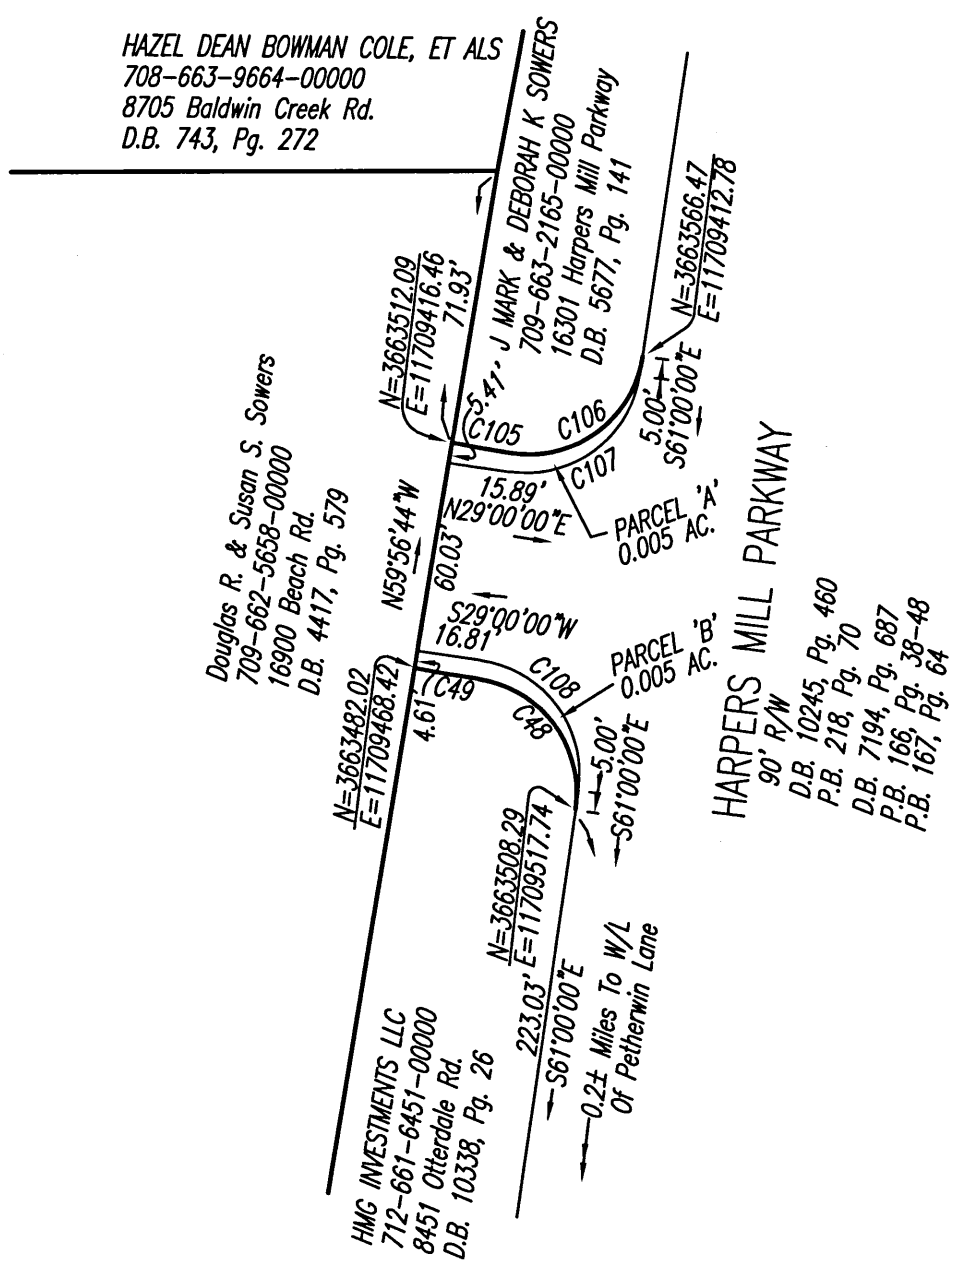 HAZEL DEAN BOWMAN COLE, ET ALS
708-663-9664-00000
8705 Baldwin Creek Rd.
D.B. 743, Pg. 272
J MARK & DEBORAH K SOWERS
709-663-2165-00000
16301 Harpers Mill Parkway
D.B. 5677, Pg. 141
N=3663566.47
E=11709412.78
N=3663512.09
E=11709416.46
71.93'
5.41'
C105
C106
C107
5.00'
S61°00'00"E
15.89'
N29°00'00"E
PARCEL 'A'
0.005 AC.
Douglas R. & Susan S. Sowers
709-662-5658-00000
16900 Beach Rd.
D.B. 4417, Pg. 579
N59°56'44"W
60.03'
S29°00'00"W
16.81'
C108
PARCEL 'B'
0.005 AC.
N=3663482.02
E=11709468.42
4.61'
C49
C48
5.00'
S61°00'00"E
HARPERS MILL PARKWAY
90' R/W
D.B. 10245, Pg. 460
P.B. 218, Pg. 70
D.B. 7194, Pg. 687
P.B. 166, Pg. 38-48
P.B. 167, Pg. 64
N=3663508.29
E=11709517.74
223.03'
S61°00'00"E
0.2± Miles To W/L
Of Petherwin Lane
HMG INVESTMENTS LLC
712-661-6451-00000
8451 Otterdale Rd.
D.B. 10338, Pg. 26